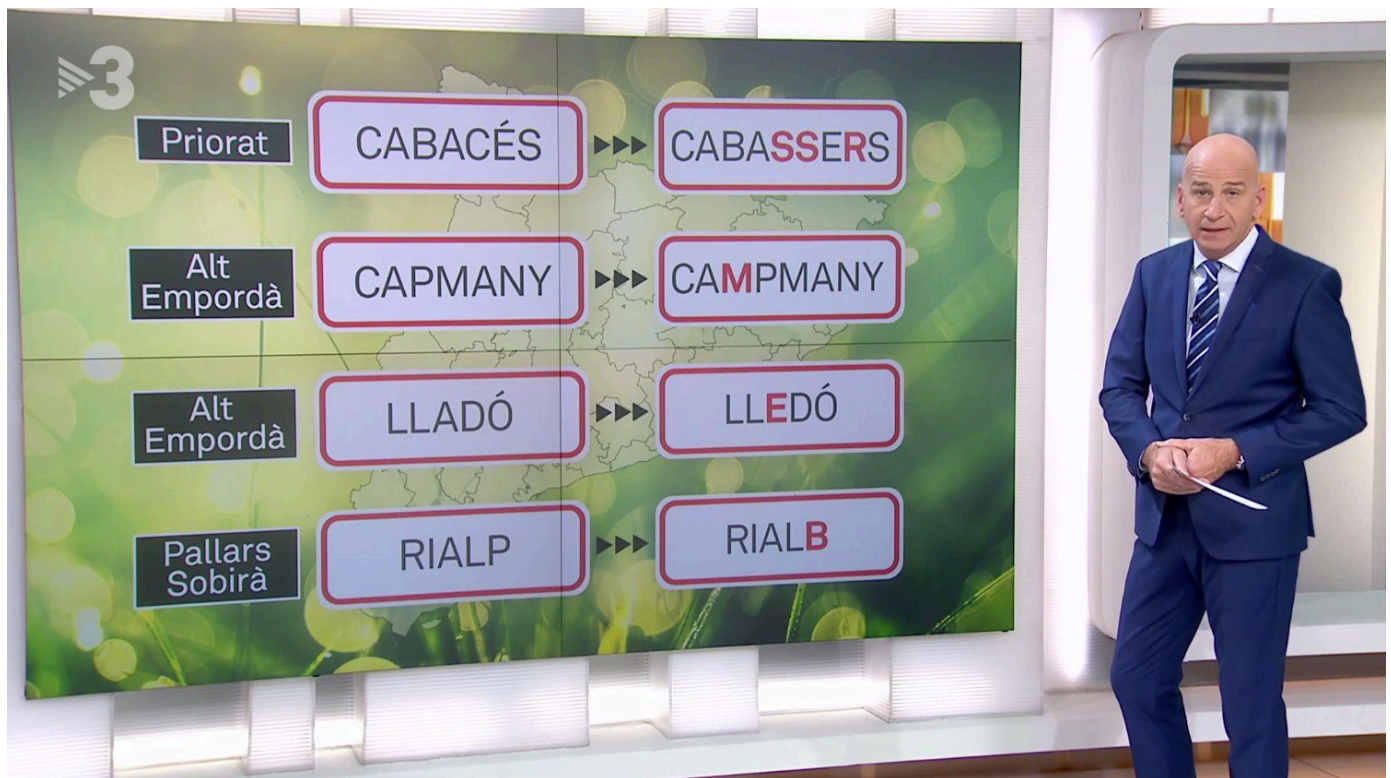 3
Priorat
CABACÉS
CABASSERS
Alt
Empordà
CAPMANY
CAMPMANY
Alt
Empordà
LLADÓ
LLEDÓ
Pallars
Sobirà
RIALP
RIALB